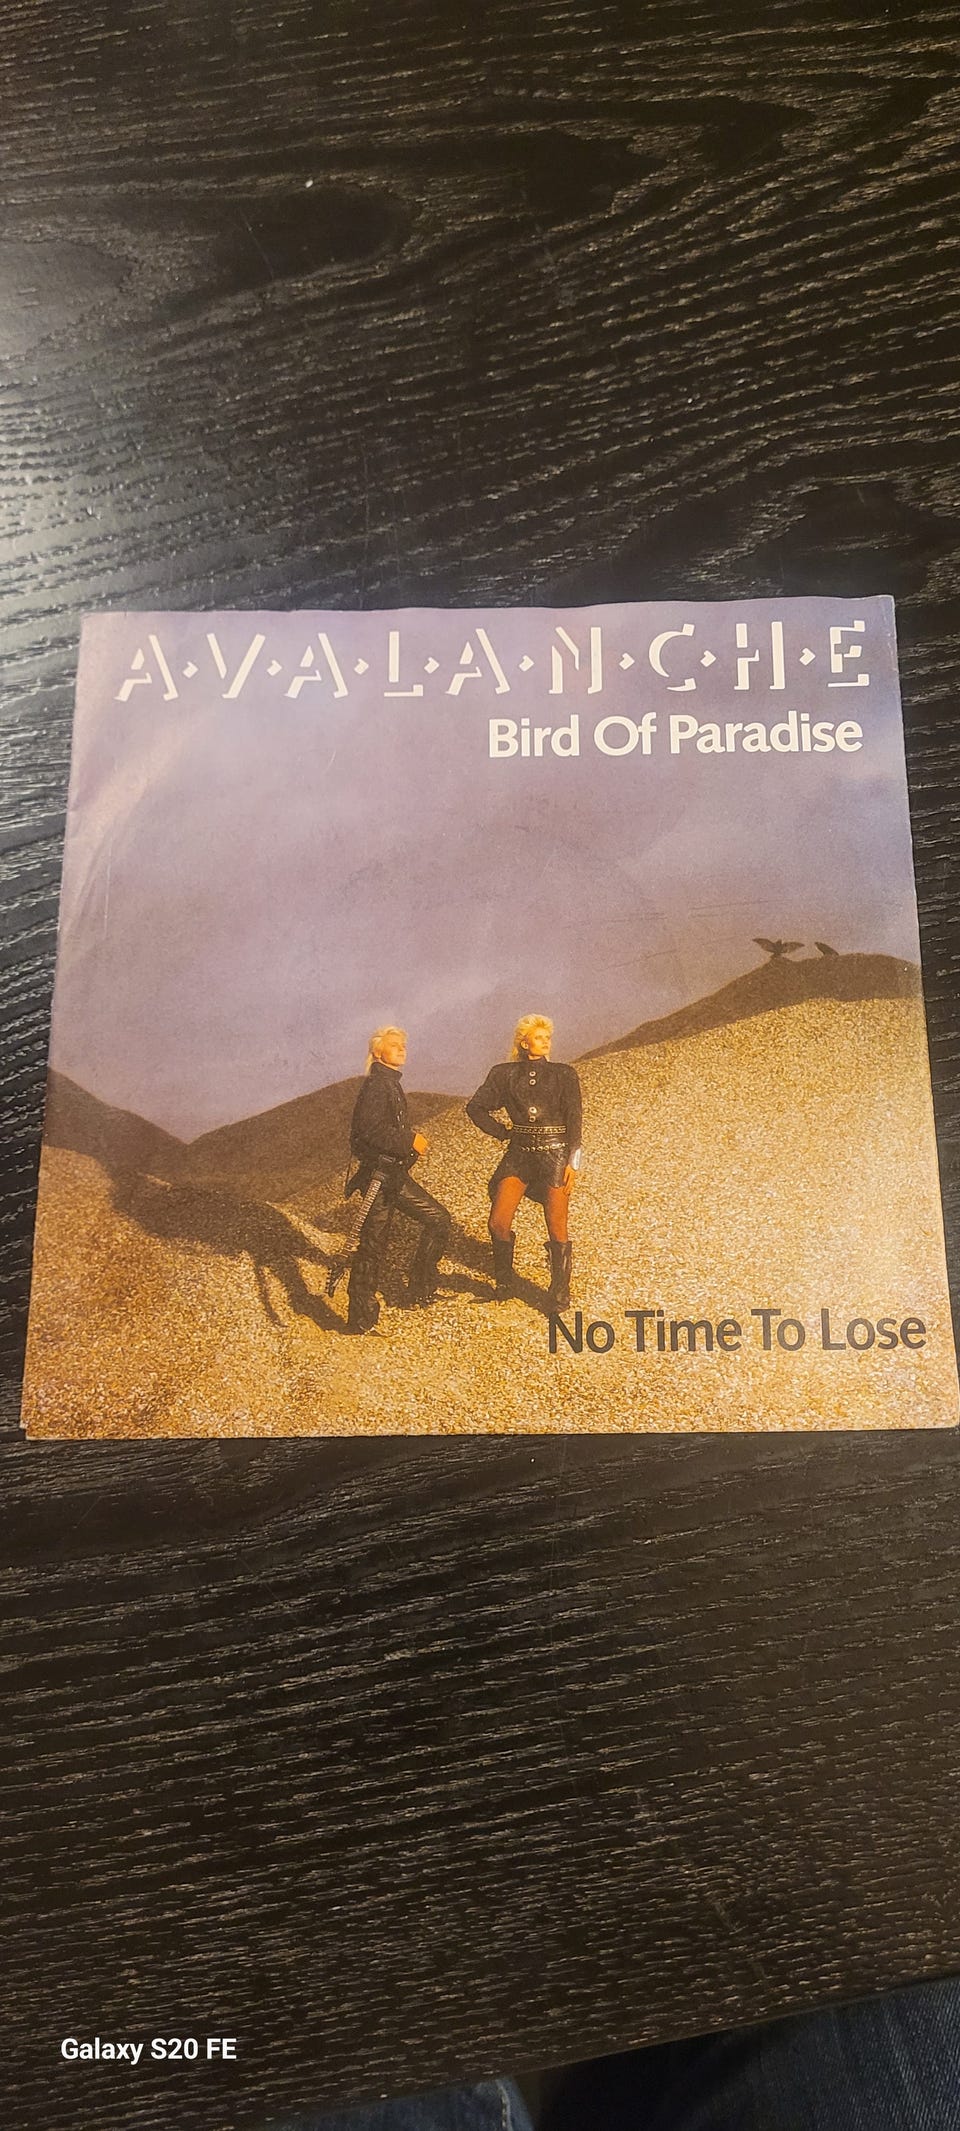 A·V·A·L·A·N·C·H·E
Bird Of Paradise
No Time To Lose
Galaxy S20 FE